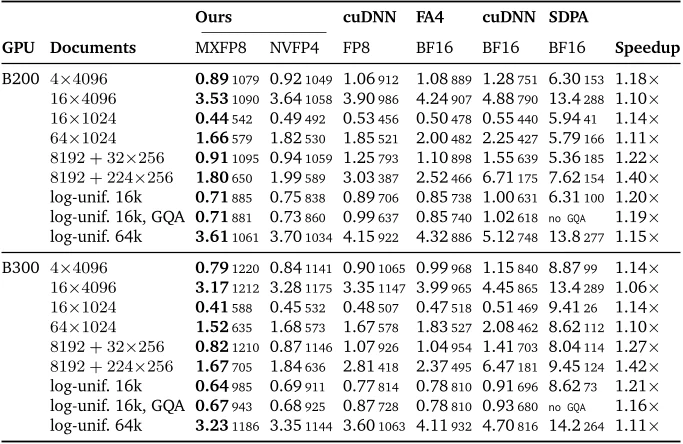 Ours cuDNN FA4 cuDNN SDPA
GPU Documents MXFP8 NVFP4 FP8 BF16 BF16 BF16 Speedup
B200 4×4096 0.89 1079 0.92 1049 1.06 912 1.08 889 1.28 751 6.30 153 1.18×
16×4096 3.53 1090 3.64 1058 3.90 986 4.24 907 4.88 790 13.4 288 1.10×
16×1024 0.44 542 0.49 492 0.53 456 0.50 478 0.55 440 5.94 41 1.14×
64×1024 1.66 579 1.82 530 1.85 521 2.00 482 2.25 427 5.79 166 1.11×
8192 + 32×256 0.91 1095 0.94 1059 1.25 793 1.10 898 1.55 639 5.36 185 1.22×
8192 + 224×256 1.80 650 1.99 589 3.03 387 2.52 466 6.71 175 7.62 154 1.40×
log-unif. 16k 0.71 885 0.75 838 0.89 706 0.85 738 1.00 631 6.31 100 1.20×
log-unif. 16k, GQA 0.71 881 0.73 860 0.99 637 0.85 740 1.02 618 no GQA 1.19×
log-unif. 64k 3.61 1061 3.70 1034 4.15 922 4.32 886 5.12 748 13.8 277 1.15×
B300 4×4096 0.79 1220 0.84 1141 0.90 1065 0.99 968 1.15 840 8.87 99 1.14×
16×4096 3.17 1212 3.28 1175 3.35 1147 3.99 965 4.45 865 13.4 289 1.06×
16×1024 0.41 588 0.45 532 0.48 507 0.47 518 0.51 469 9.41 26 1.14×
64×1024 1.52 635 1.68 573 1.67 578 1.83 527 2.08 462 8.62 112 1.10×
8192 + 32×256 0.82 1210 0.87 1146 1.07 926 1.04 954 1.41 703 8.04 114 1.27×
8192 + 224×256 1.67 705 1.84 636 2.81 418 2.37 495 6.47 181 9.45 124 1.42×
log-unif. 16k 0.64 985 0.69 911 0.77 814 0.78 810 0.91 696 8.62 73 1.21×
log-unif. 16k, GQA 0.67 943 0.68 925 0.87 728 0.78 810 0.93 680 no GQA 1.16×
log-unif. 64k 3.23 1186 3.35 1144 3.60 1063 4.11 932 4.70 816 14.2 264 1.11×